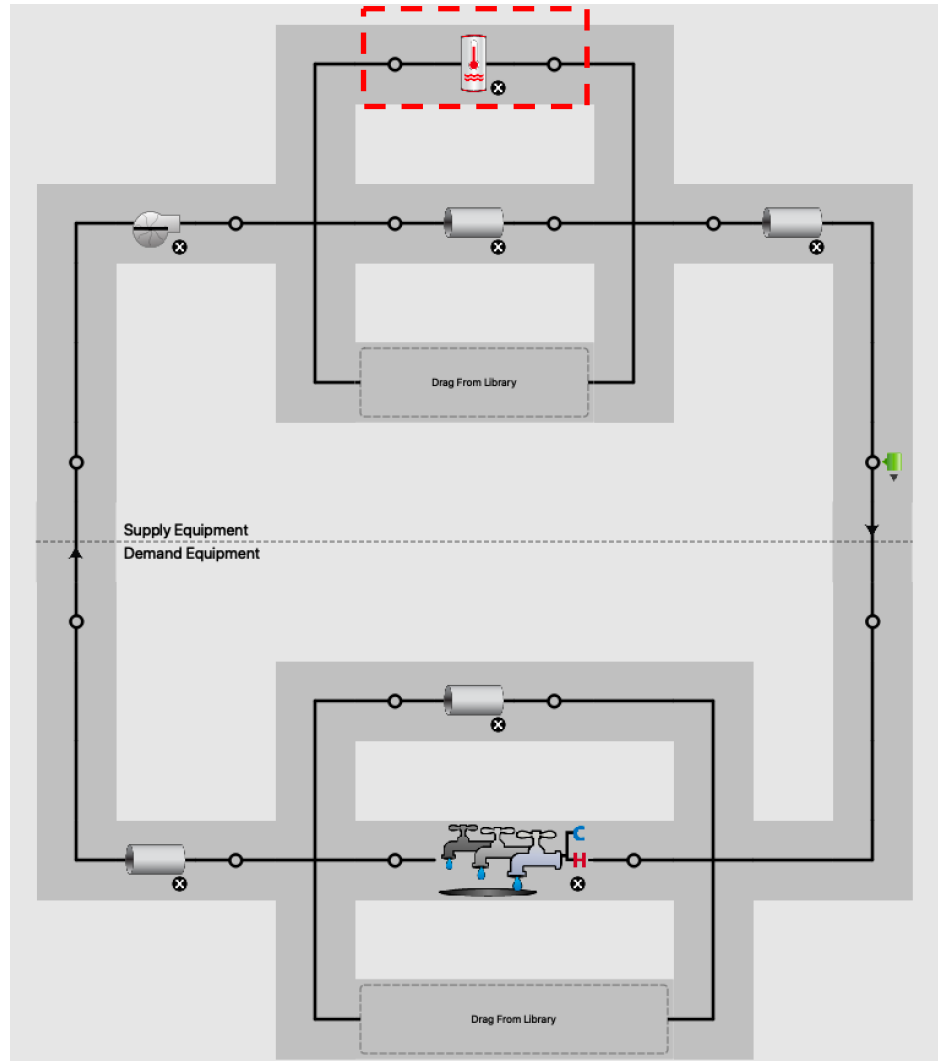 Drag From Library
Supply Equipment
Demand Equipment
C
H
Drag From Library